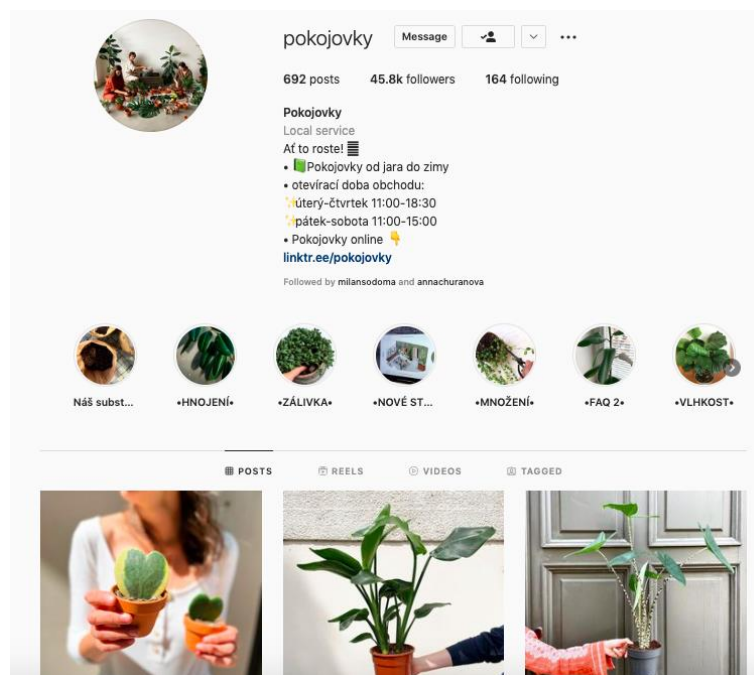 pokojovky Message
692 posts 45.8k followers 164 following
Pokojovky
Local service
Ať to roste!
• Pokojovky od jara do zimy
• otevírací doba obchodu:
úterý-čtvrtek 11:00-18:30
pátek-sobota 11:00-15:00
• Pokojovky online
linktr.ee/pokojovky
Followed by milansodoma and annachuranova
Náš subst... •HNOJENÍ• •ZÁLIVKA• •NOVÉ ST... •MNOŽENÍ• •FAQ 2• •VLHKOST•
POSTS REELS VIDEOS TAGGED